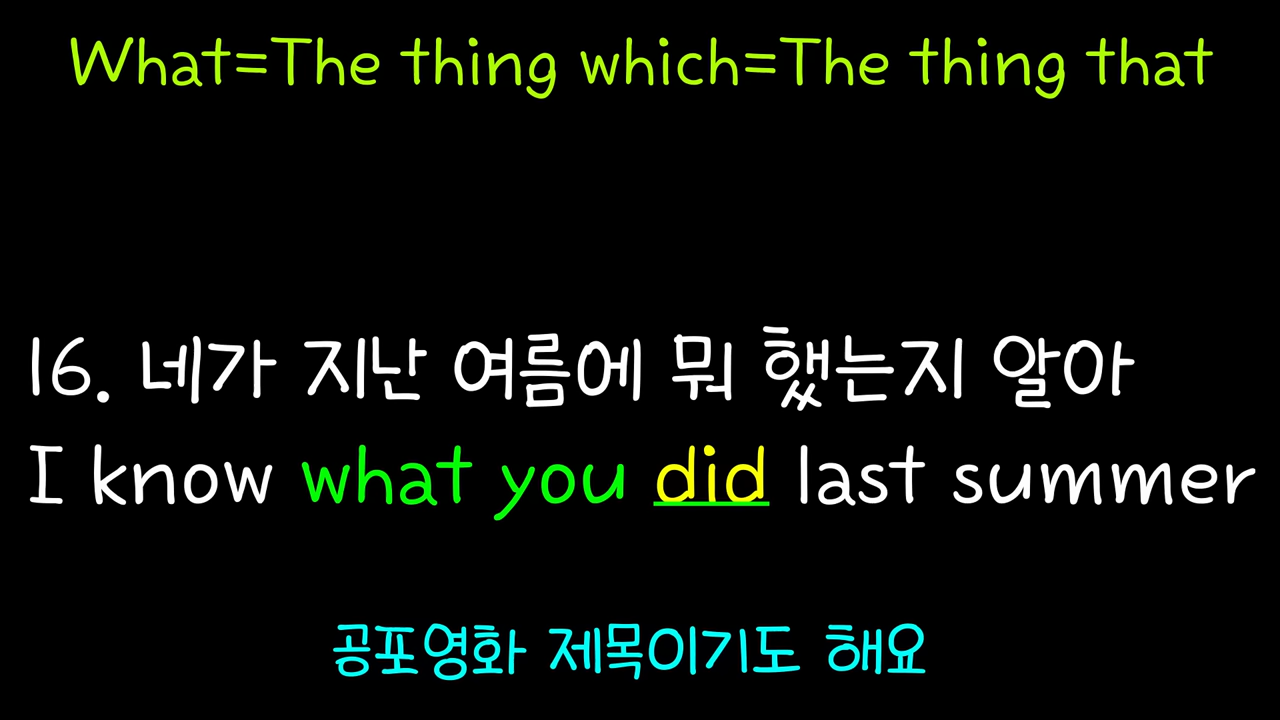 What=The thing which=The thing that
16. 네가 지난 여름에 뭐 했는지 알아
I know what you did last summer
공포영화 제목이기도 해요